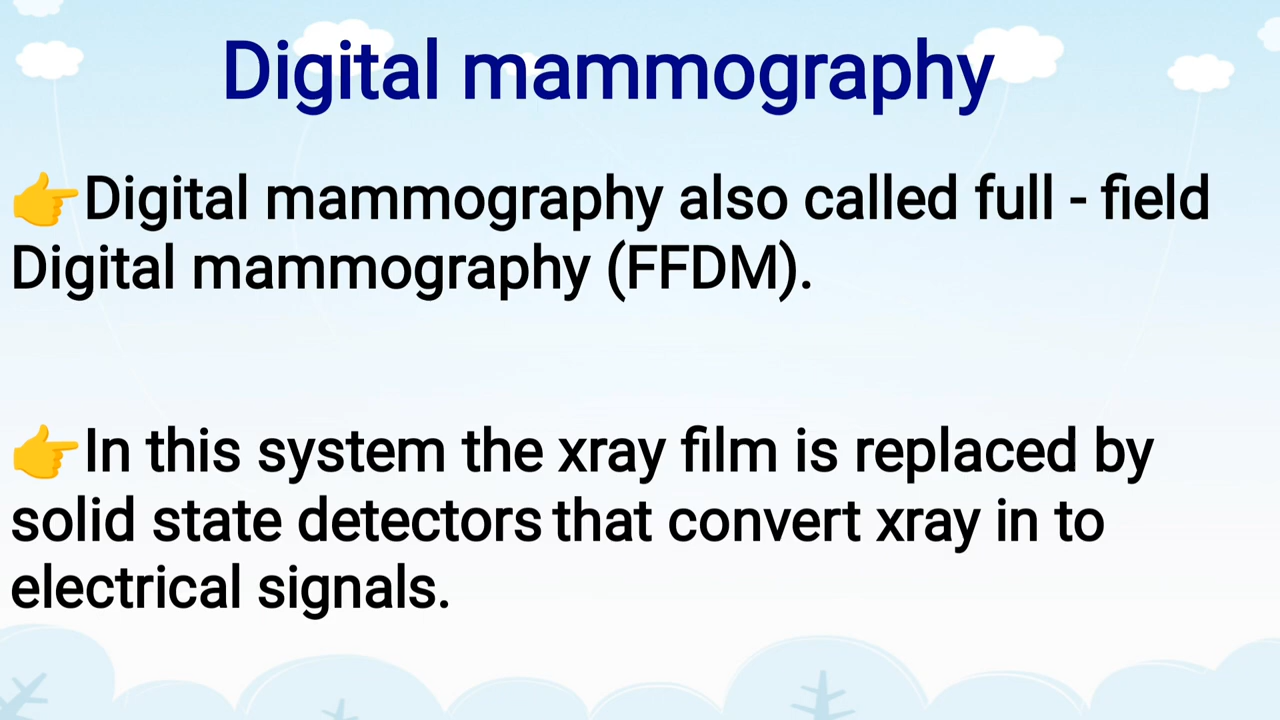 Digital mammography
👉Digital mammography also called full - field
Digital mammography (FFDM).
👉In this system the xray film is replaced by
solid state detectors that convert xray in to
electrical signals.